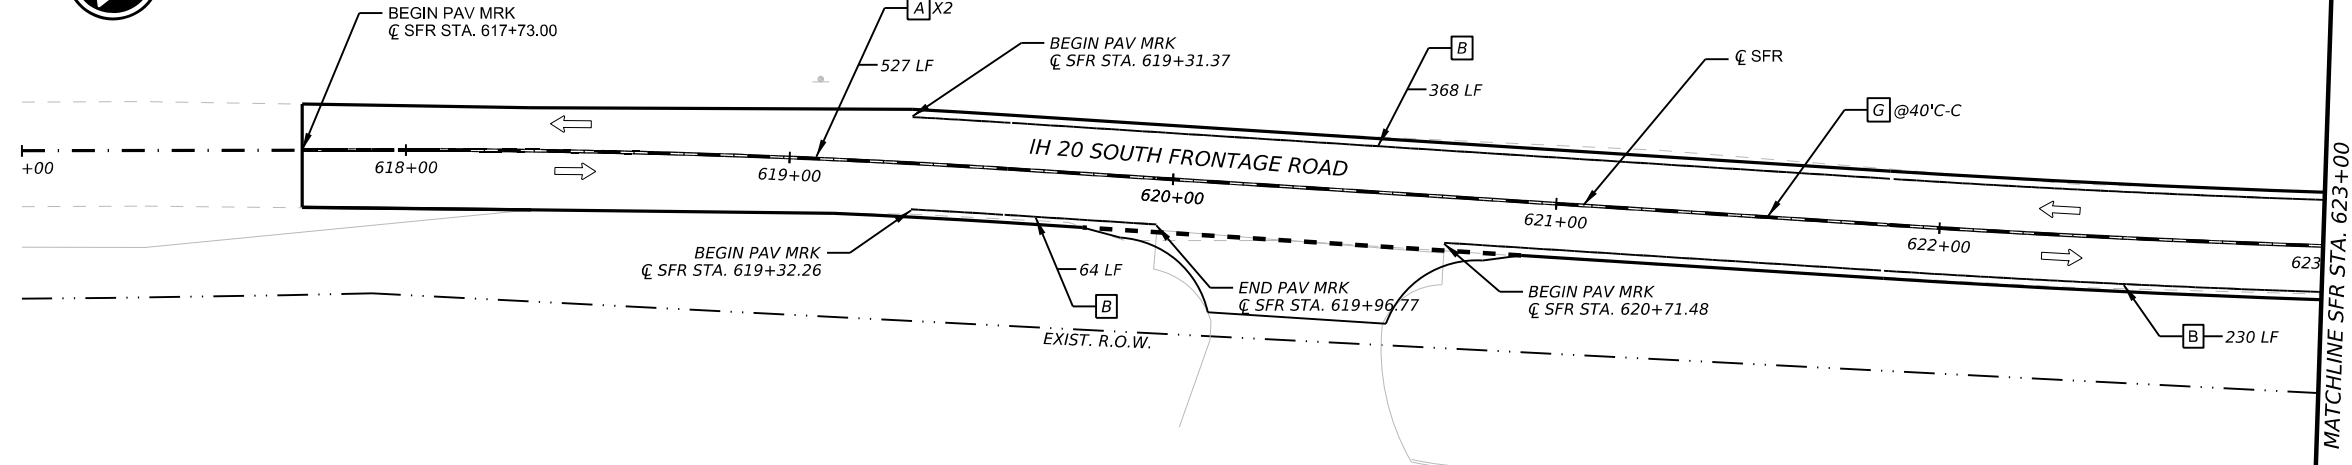 BEGIN PAV MRK
℄ SFR STA. 617+73.00
A X2
527 LF
BEGIN PAV MRK
℄ SFR STA. 619+31.37
B
368 LF
℄ SFR
G @40'C-C
IH 20 SOUTH FRONTAGE ROAD
+00
618+00
619+00
620+00
621+00
622+00
623
BEGIN PAV MRK
℄ SFR STA. 619+32.26
64 LF
B
END PAV MRK
℄ SFR STA. 619+96.77
BEGIN PAV MRK
℄ SFR STA. 620+71.48
B 230 LF
EXIST. R.O.W.
MATCHLINE SFR STA. 623+00